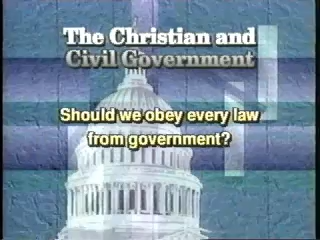 The Christian and
Civil Government
Should we obey every law
from government?